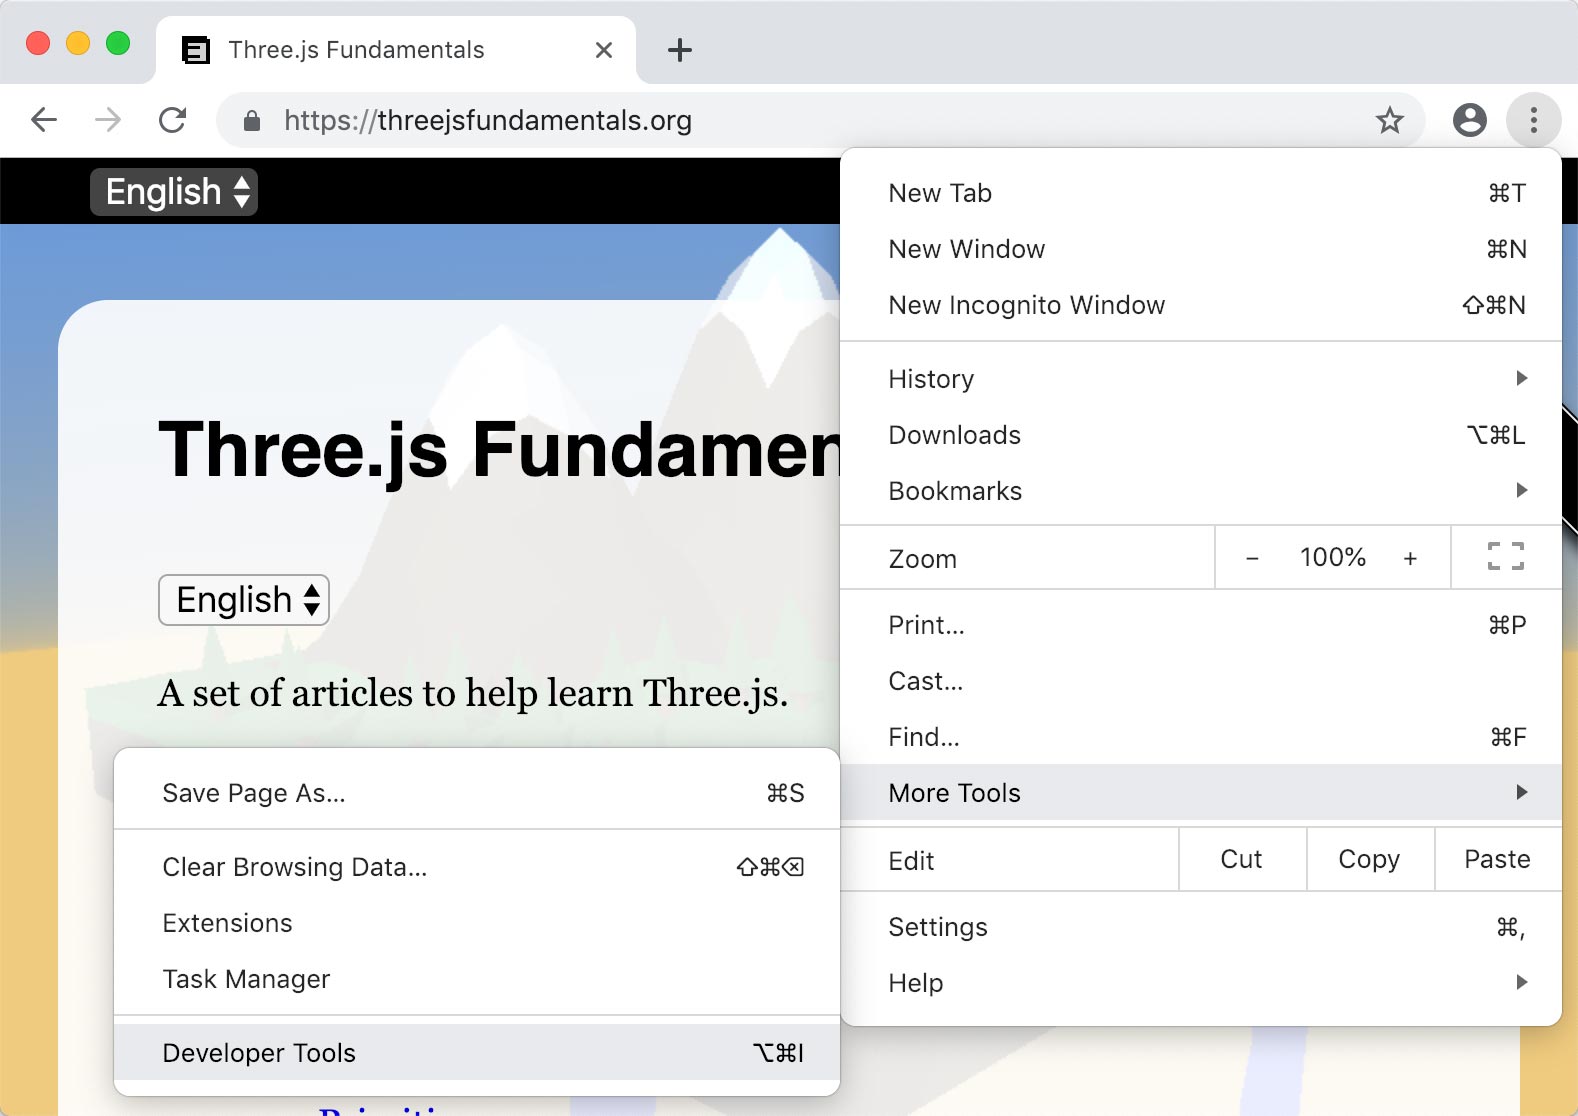 Three.js Fundamentals
https://threejsfundamentals.org
English
New Tab ⌘T
New Window ⌘N
New Incognito Window ⇧⌘N
History
Downloads ⌥⌘L
Bookmarks
Zoom − 100% +
Print... ⌘P
Cast...
Find... ⌘F
More Tools
Edit Cut Copy Paste
Settings ⌘,
Help
Three.js Fundamen
English
A set of articles to help learn Three.js.
Save Page As... ⌘S
Clear Browsing Data... ⇧⌘⌫
Extensions
Task Manager
Developer Tools ⌥⌘I